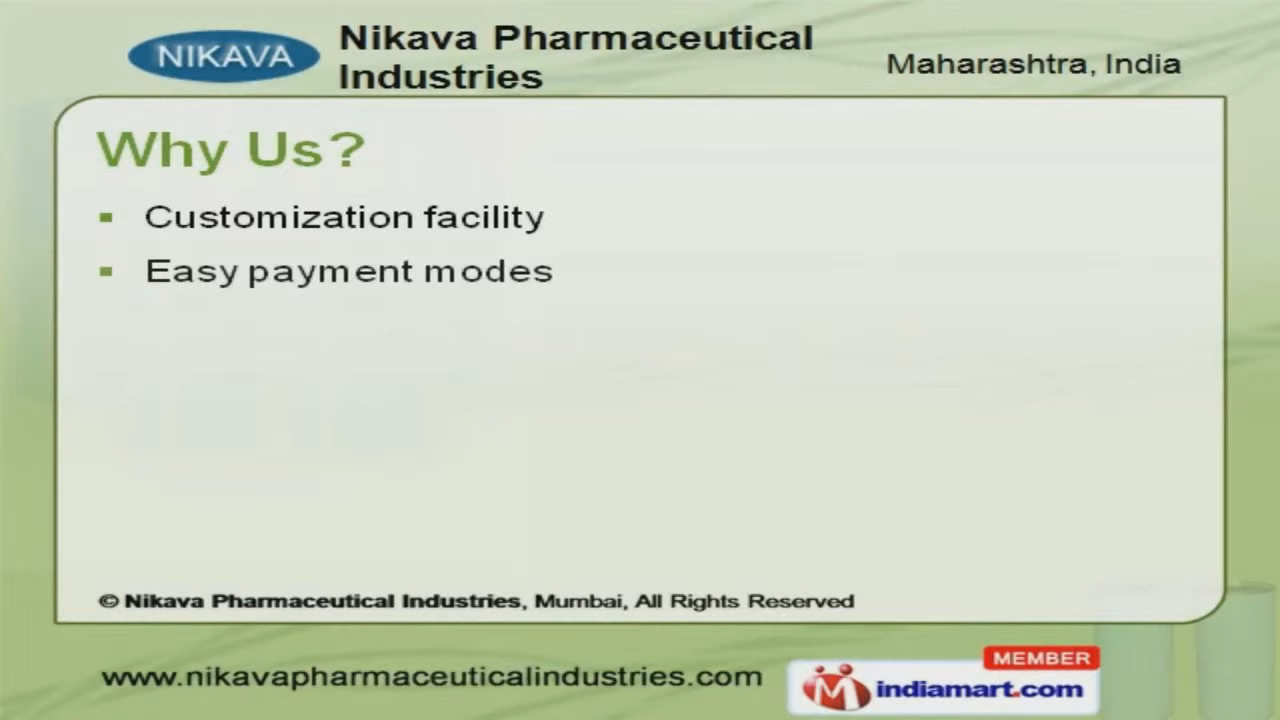 NIKAVA
Nikava Pharmaceutical
Industries
Maharashtra, India
Why Us?
▪ Customization facility
▪ Easy payment modes
© Nikava Pharmaceutical Industries, Mumbai, All Rights Reserved
www.nikavapharmaceuticalindustries.com
MEMBER
indiamart.com